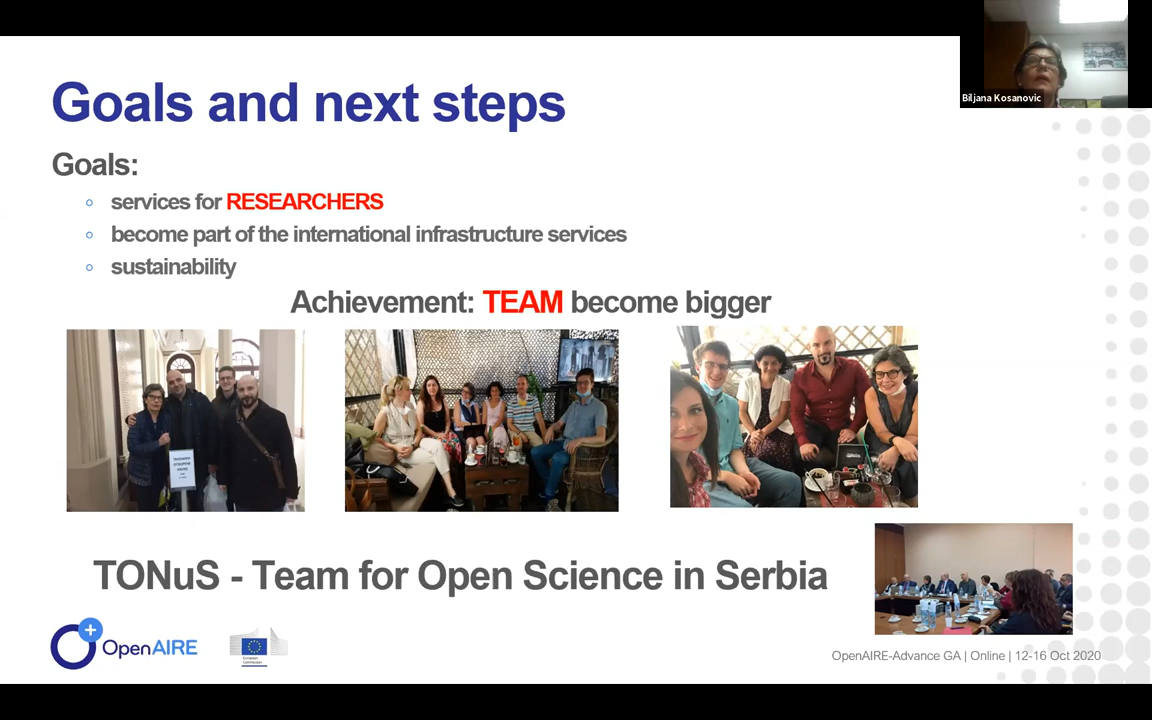 Biljana Kosanovic
Goals and next steps
Goals:
services for RESEARCHERS
become part of the international infrastructure services
sustainability
Achievement: TEAM become bigger
TONuS - Team for Open Science in Serbia
OpenAIRE
European
Commission
OpenAIRE-Advance GA | Online | 12-16 Oct 2020